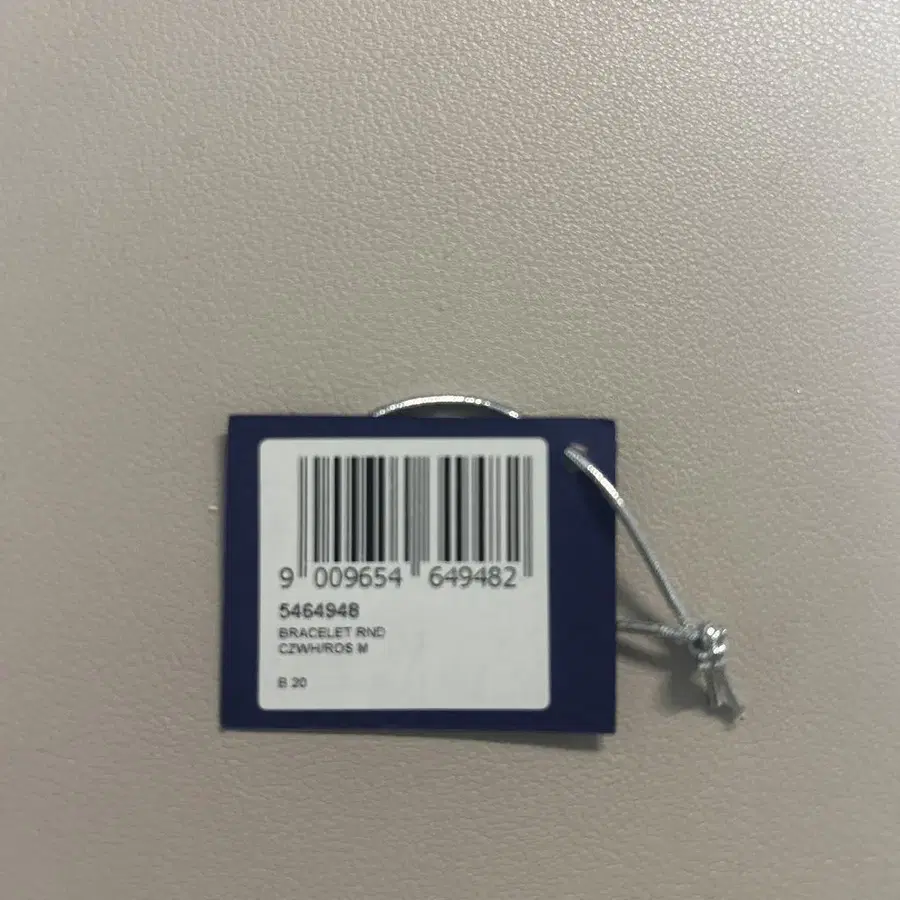 9 009654 649482
5464948
BRACELET RND
CZWH/ROS M
B 20